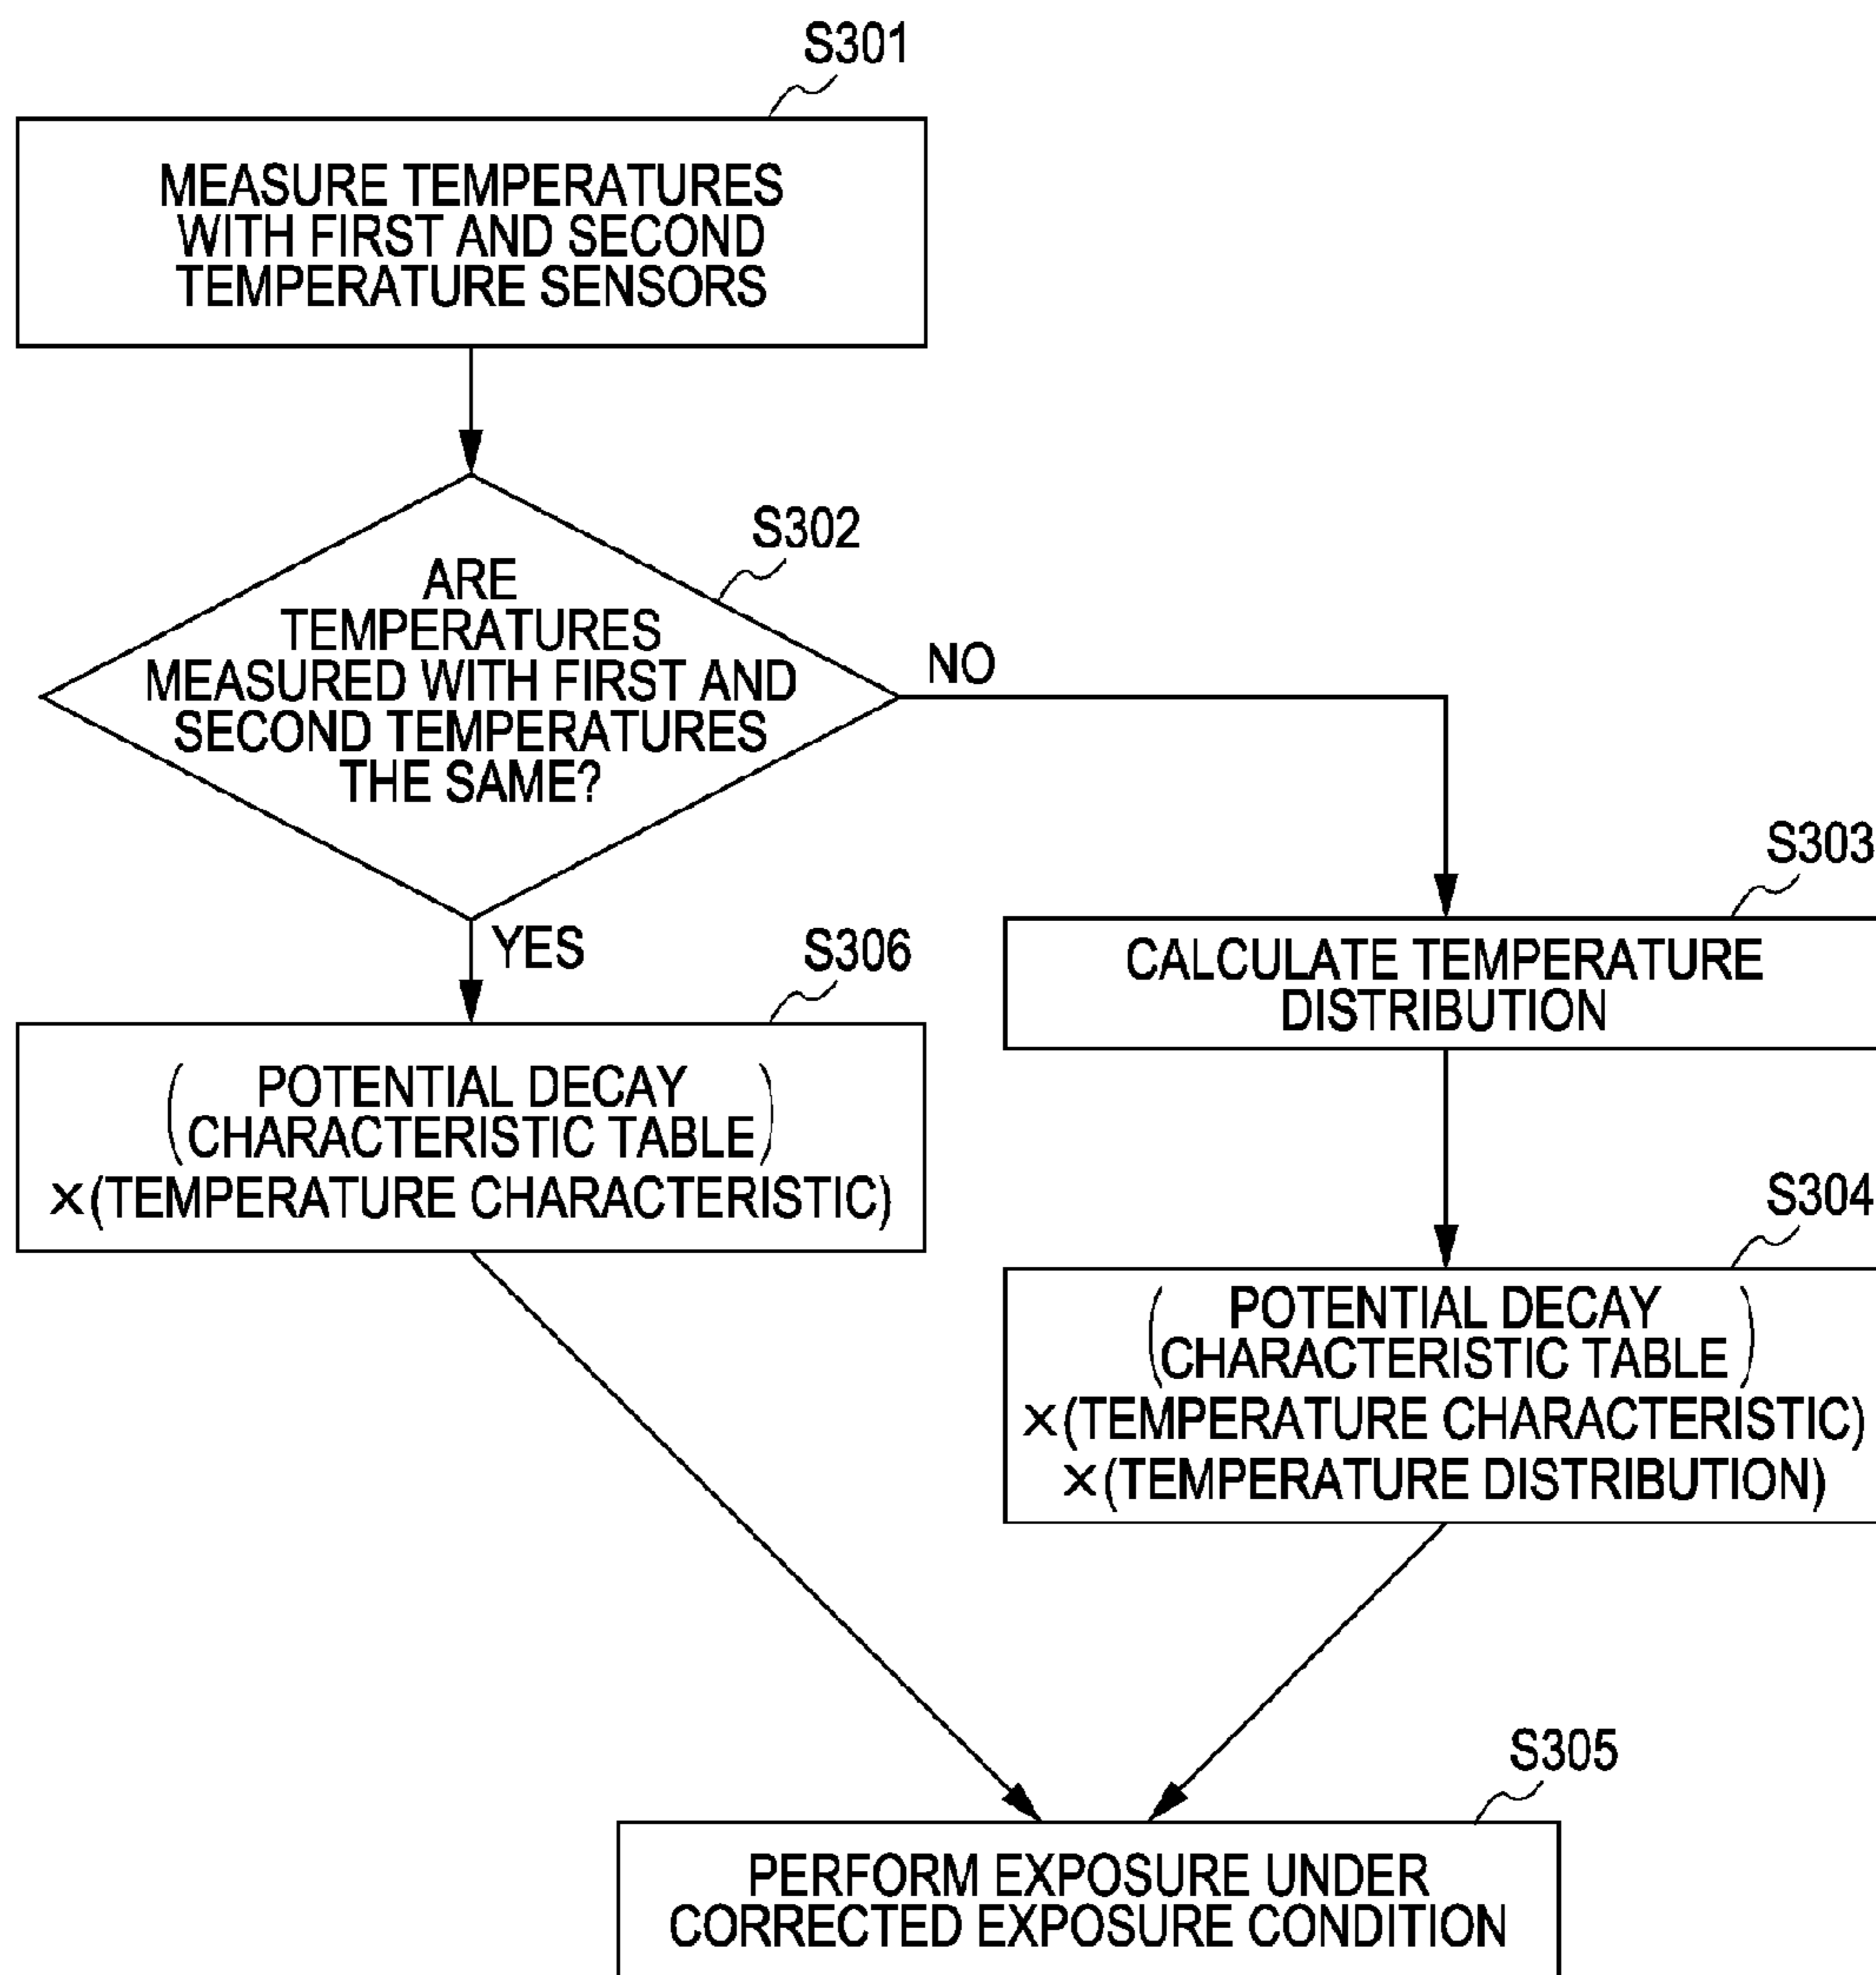 S301
MEASURE TEMPERATURES
WITH FIRST AND SECOND
TEMPERATURE SENSORS
S302
ARE
TEMPERATURES
MEASURED WITH FIRST AND
SECOND TEMPERATURES
THE SAME?
NO
YES
S303
CALCULATE TEMPERATURE
DISTRIBUTION
S306
(POTENTIAL DECAY
CHARACTERISTIC TABLE)
×(TEMPERATURE CHARACTERISTIC)
S304
(POTENTIAL DECAY
CHARACTERISTIC TABLE)
×(TEMPERATURE CHARACTERISTIC)
×(TEMPERATURE DISTRIBUTION)
S305
PERFORM EXPOSURE UNDER
CORRECTED EXPOSURE CONDITION